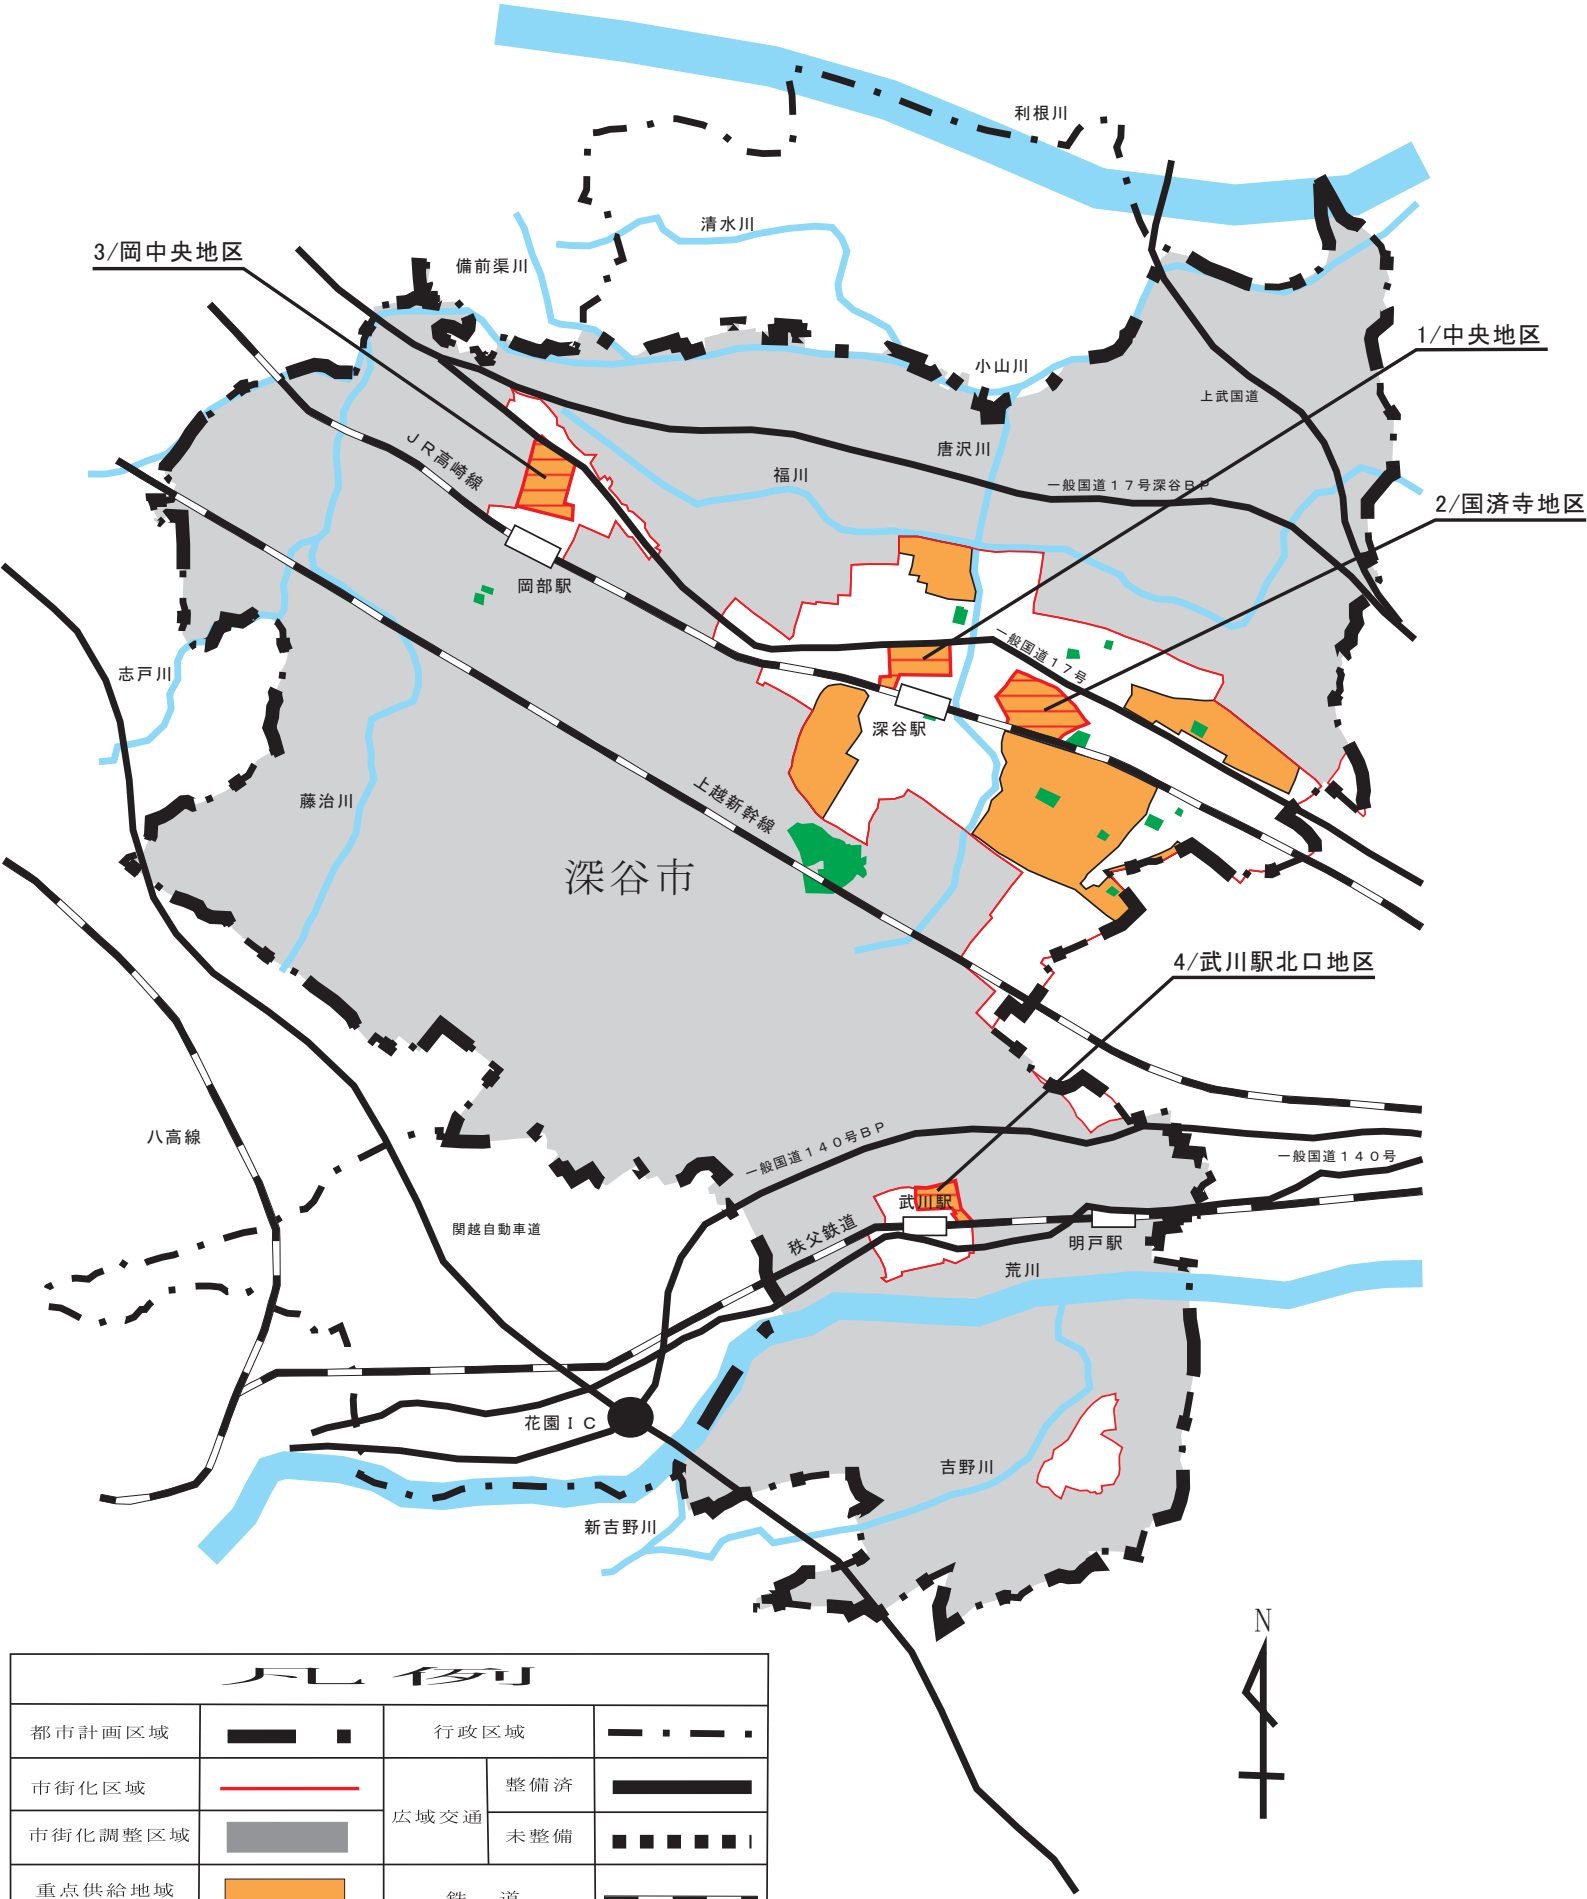 利根川
清水川
3/岡中央地区
備前渠川
1/中央地区
小山川
上武国道
JR高崎線
唐沢川
福川
一般国道17号深谷BP
2/国済寺地区
岡部駅
一般国道17号
志戸川
深谷駅
藤治川
上越新幹線
深谷市
4/武川駅北口地区
八高線
一般国道140号BP
一般国道140号
武川駅
関越自動車道
秩父鉄道
明戸駅
荒川
花園IC
吉野川
新吉野川
N
凡例
都市計画区域
行政区域
市街化区域
広域交通
整備済
市街化調整区域
未整備
重点供給地域
鉄 道